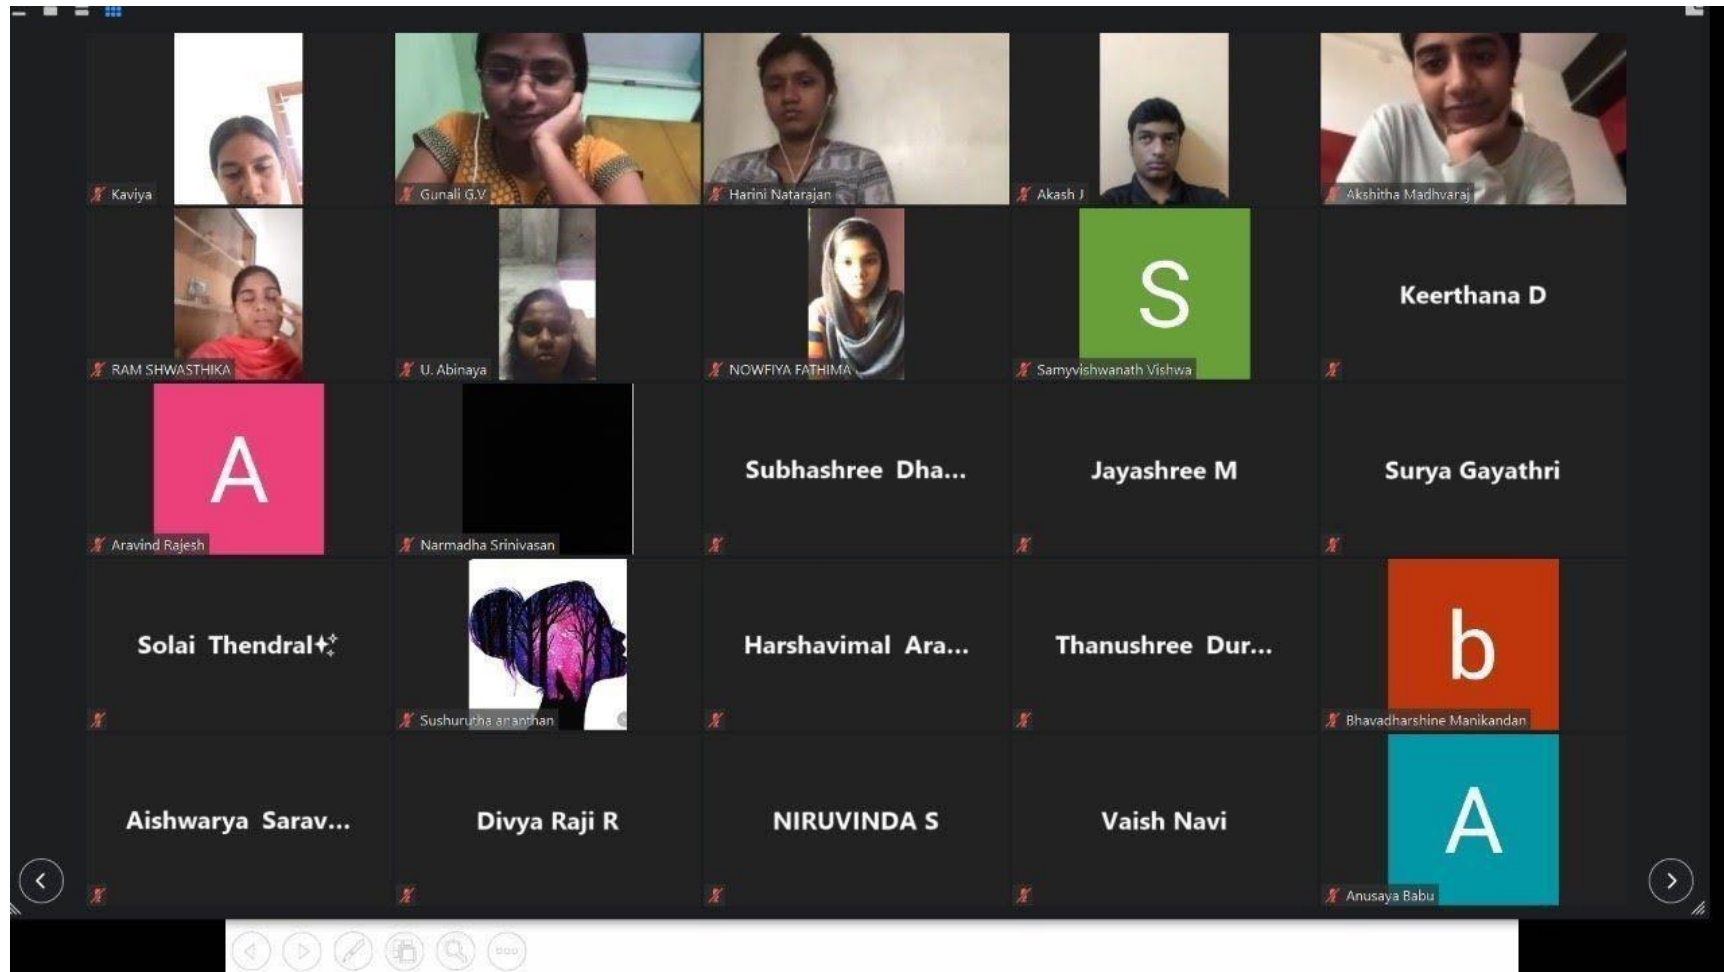 Kaviya
Gunali G.V
Harini Natarajan
Akash J
Akshitha Madhvaraj
RAM SHWASTHIKA
U. Abinaya
NOWFIYA FATHIMA
S
Samyvishwanath Vishwa
Keerthana D
A
Aravind Rajesh
Narmadha Srinivasan
Subhashree Dha...
Jayashree M
Surya Gayathri
Solai Thendral✨
Sushurutha ananthan
Harshavimal Ara...
Thanushree Dur...
b
Bhavadharshine Manikandan
Aishwarya Sarav...
Divya Raji R
NIRUVINDA S
Vaish Navi
A
Anusaya Babu